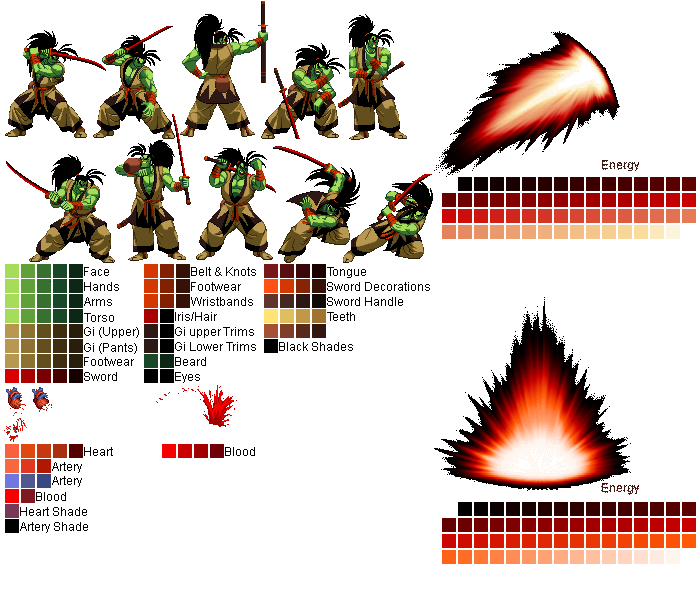 Energy
Face
Hands
Arms
Torso
Gi (Upper)
Gi (Pants)
Footwear
Sword
Belt & Knots
Footwear
Wristbands
Iris/Hair
Gi upper Trims
Gi Lower Trims
Beard
Eyes
Tongue
Sword Decorations
Sword Handle
Teeth
Black Shades
Heart
Artery
Artery
Blood
Heart Shade
Artery Shade
Blood
Energy